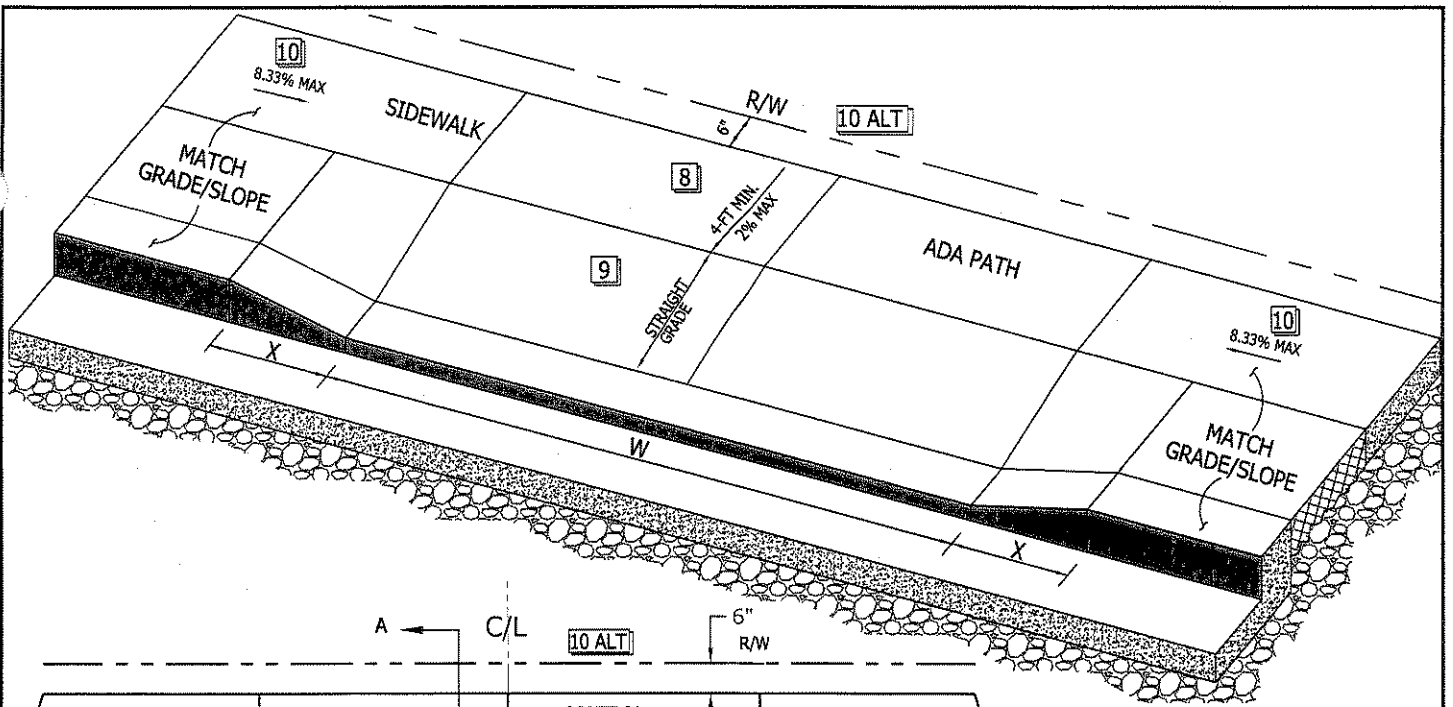 10
8.33% MAX
SIDEWALK
R/W
10 ALT
6"
MATCH
GRADE/SLOPE
8
4-FT MIN.
2% MAX
ADA PATH
9
STRAIGHT
GRADE
10
8.33% MAX
X
MATCH
GRADE/SLOPE
W
X
A
C/L
10 ALT
6"
R/W